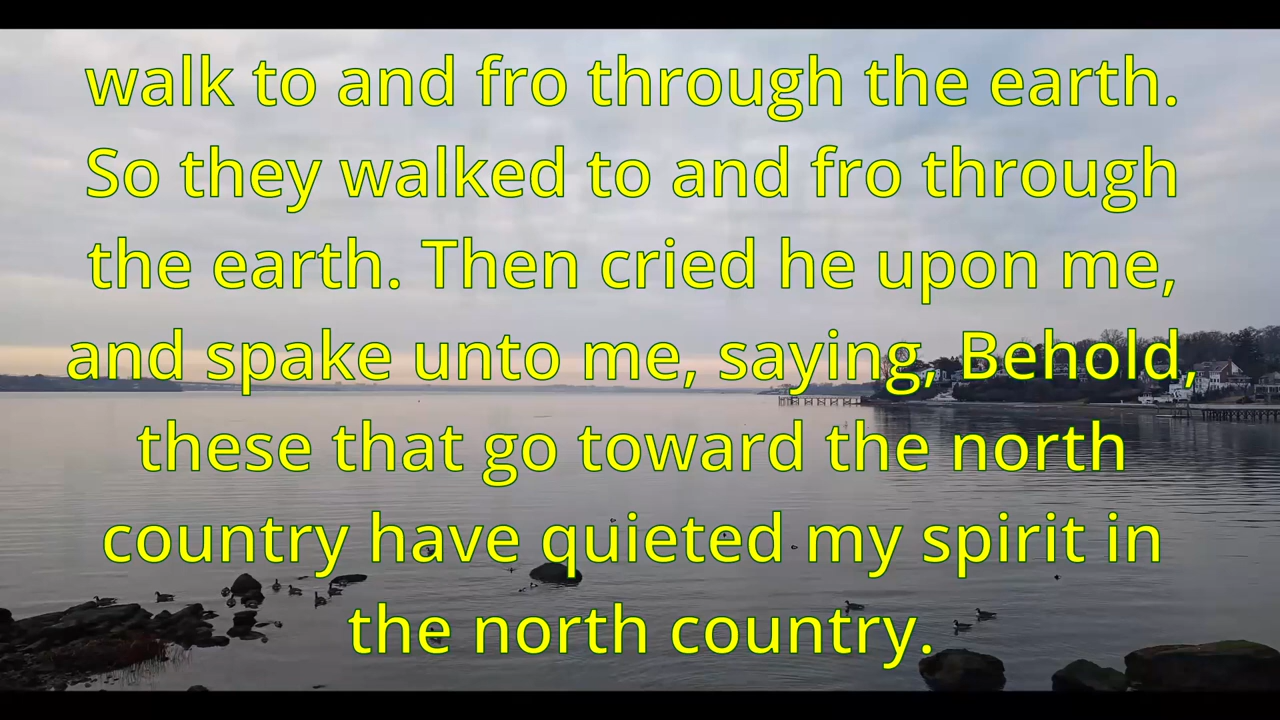 walk to and fro through the earth.
So they walked to and fro through
the earth. Then cried he upon me,
and spake unto me, saying, Behold,
these that go toward the north
country have quieted my spirit in
the north country.